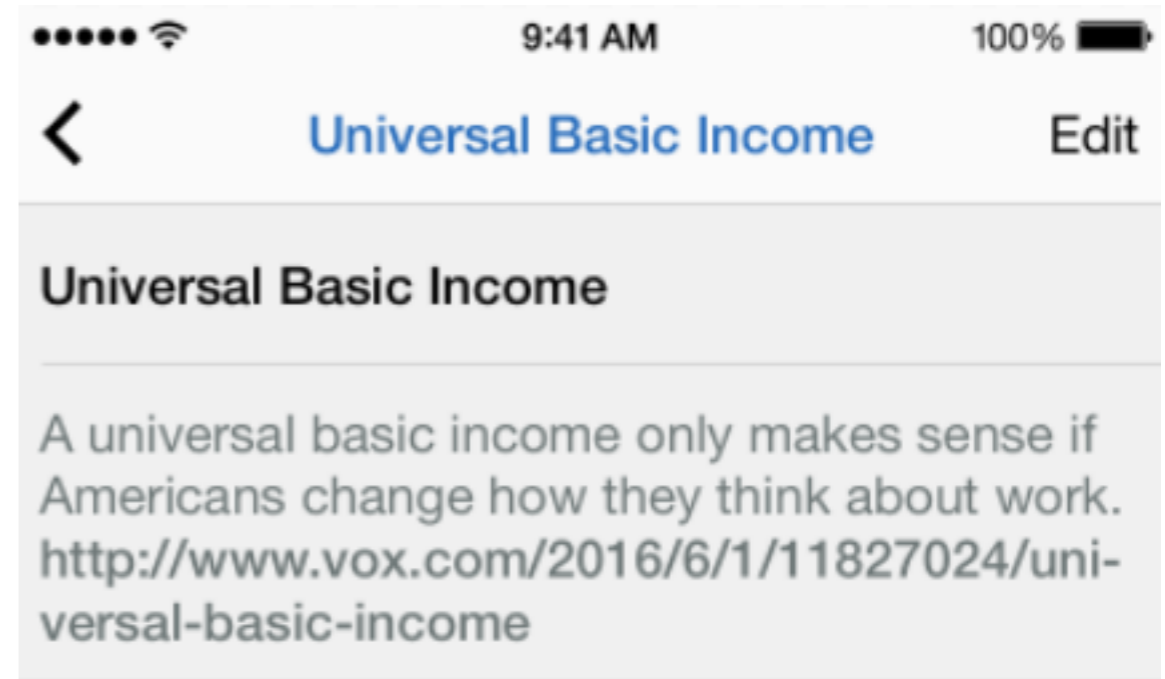 9:41 AM 100%
Universal Basic Income Edit
Universal Basic Income
A universal basic income only makes sense if
Americans change how they think about work.
http://www.vox.com/2016/6/1/11827024/uni-
versal-basic-income